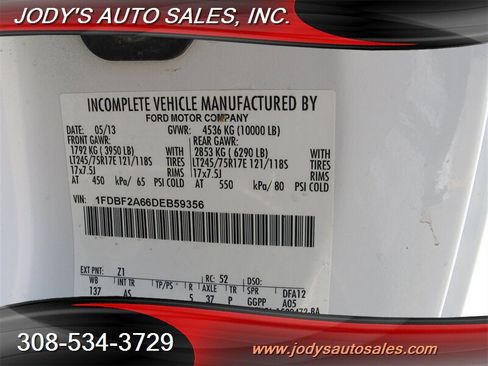 JODY'S AUTO SALES, INC.
INCOMPLETE VEHICLE MANUFACTURED BY
FORD MOTOR COMPANY
DATE: 05/13 GVWR: 4536 KG (10000 LB)
FRONT GAWR: REAR GAWR:
1792 KG ( 3950 LB) WITH 2853 KG ( 6290 LB) WITH
LT245/75R17E 121/118S TIRES LT245/75R17E 121/118S TIRES
17x7.5J RIMS 17x7.5J RIMS
AT 450 kPa/ 65 PSI COLD AT 550 kPa/ 80 PSI COLD
VIN: 1FDBF2A66DEB59356
EXT PNT: Z1 RC: 52 DSO:
WB INT TR TP/PS R AXLE TR SPR DFA12
137 AS 5 37 P GGPP A05
308-534-3729
www.jodysautosales.com